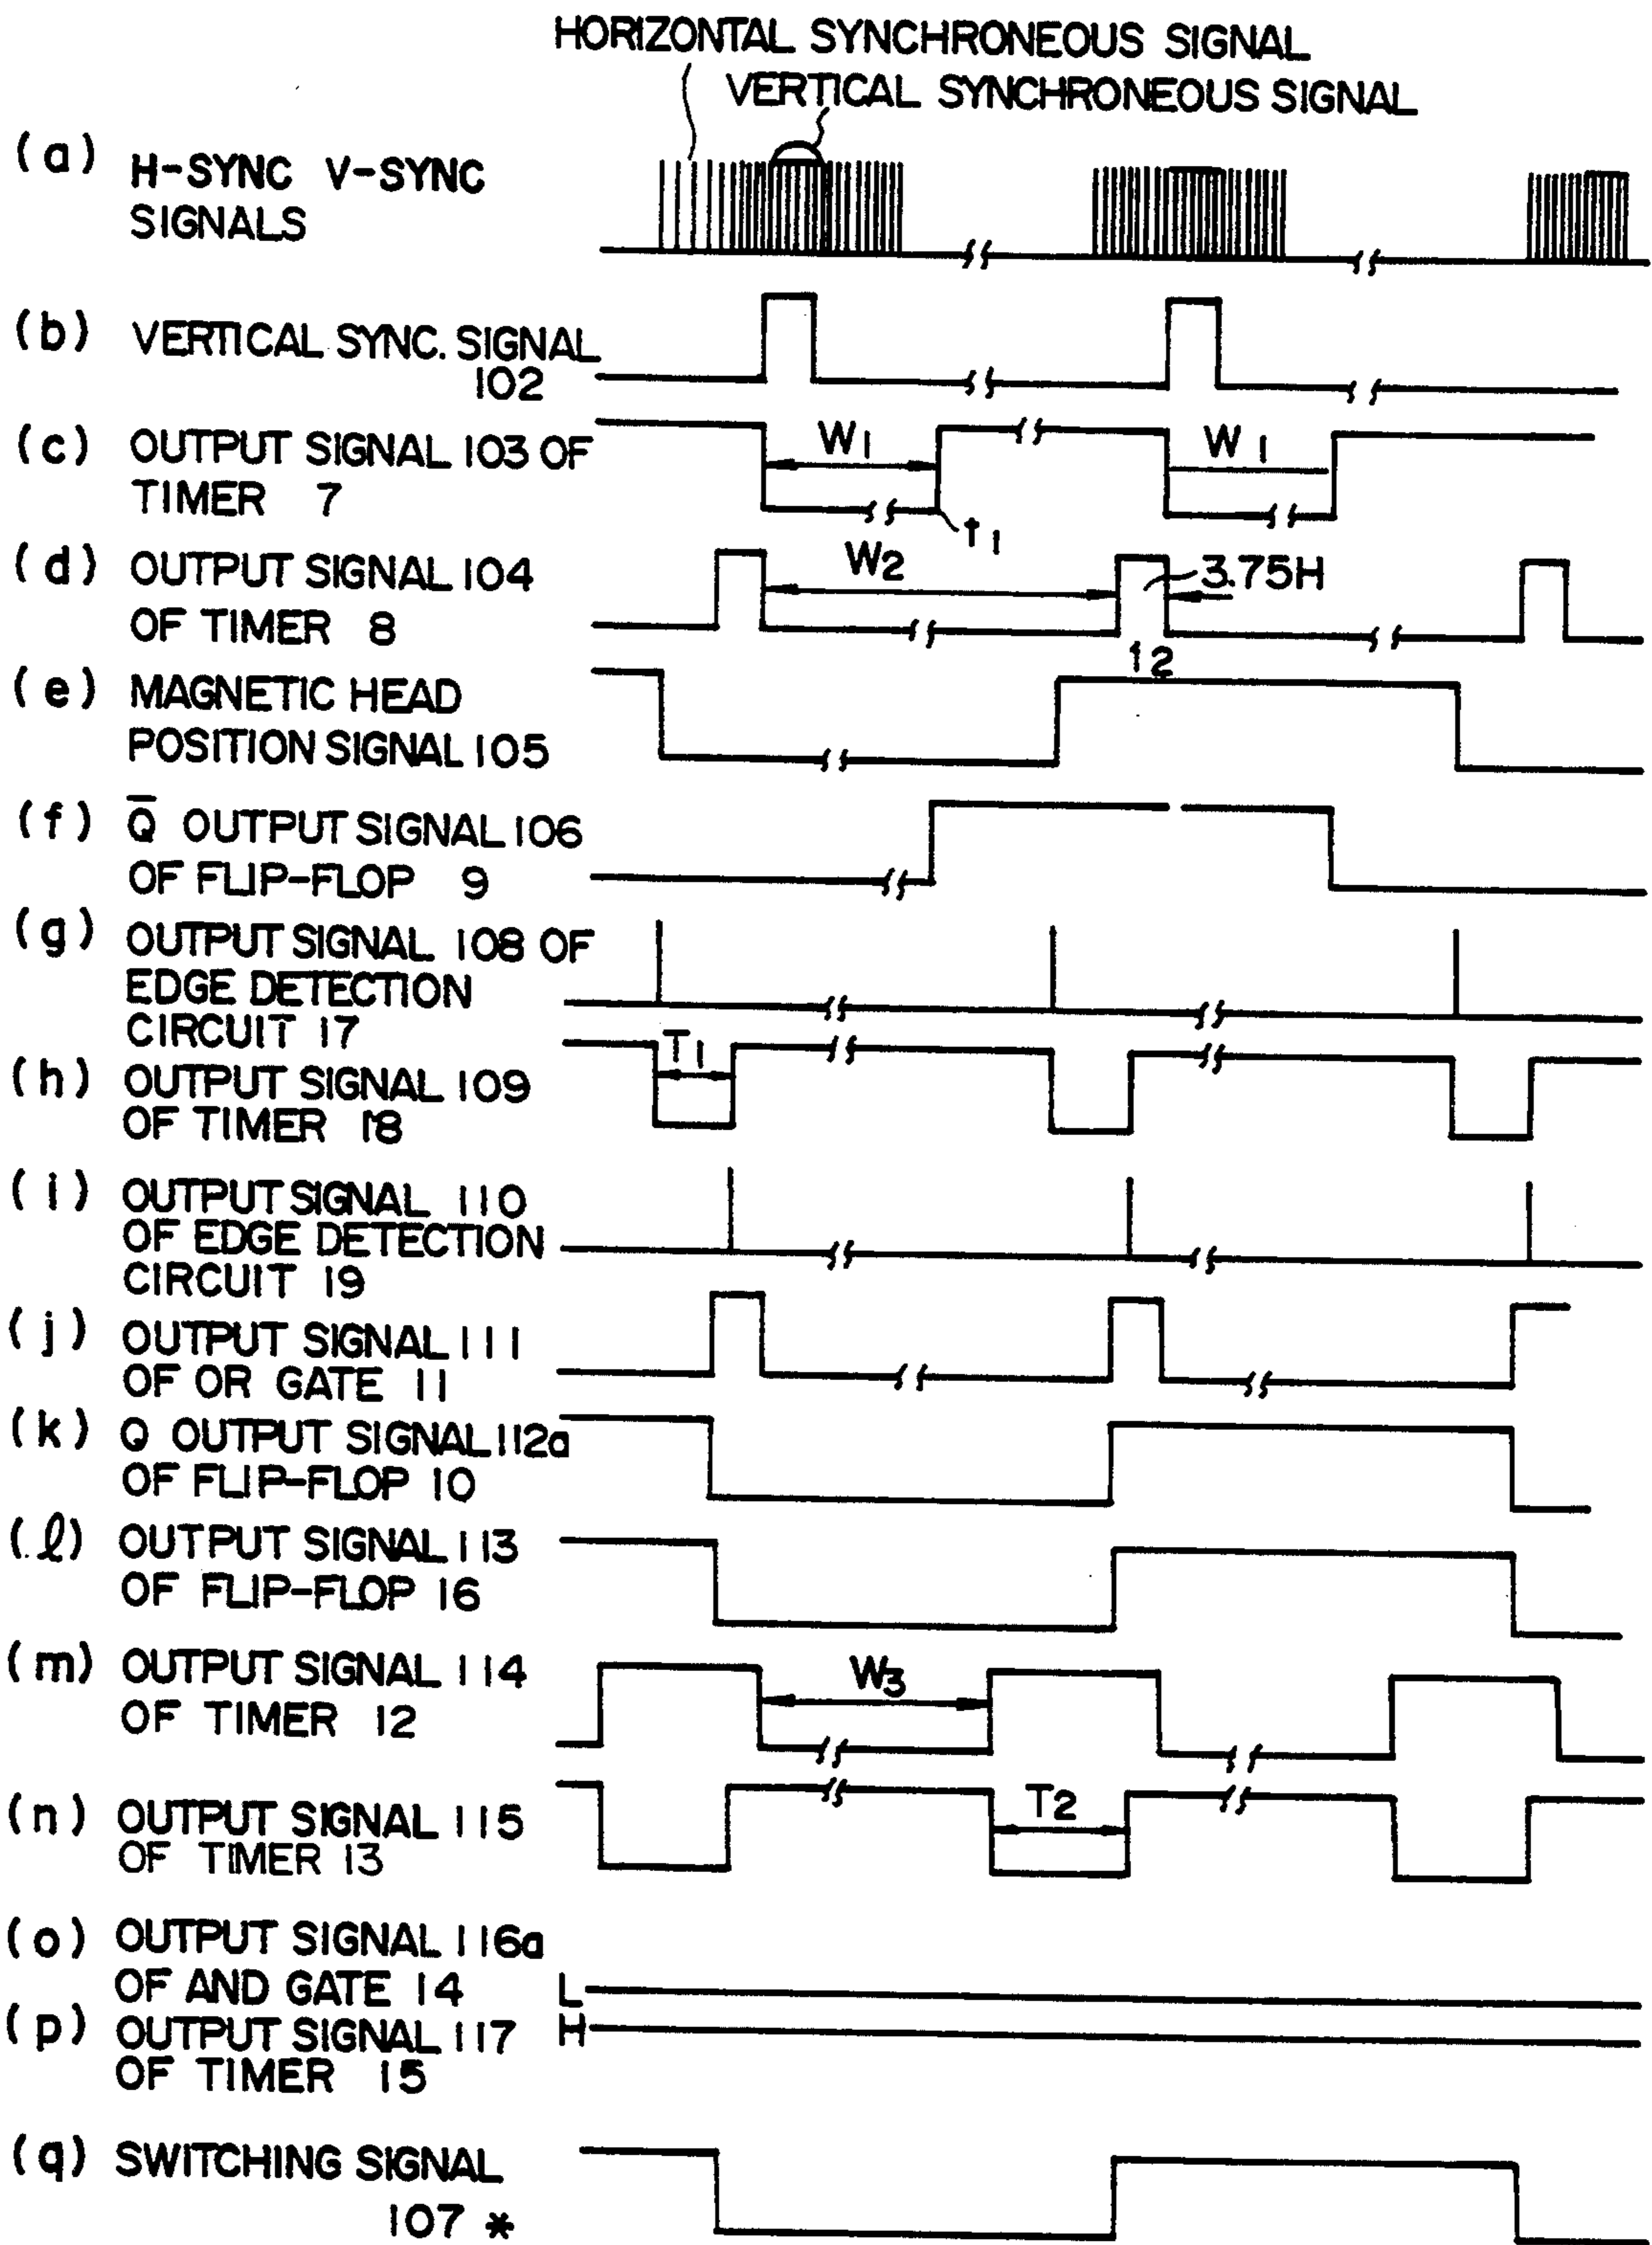 HORIZONTAL SYNCHRONEOUS SIGNAL
VERTICAL SYNCHRONEOUS SIGNAL
(a) H-SYNC V-SYNC
SIGNALS
(b) VERTICAL SYNC. SIGNAL
102
(c) OUTPUT SIGNAL 103 OF
TIMER 7
W1
W1
t1
(d) OUTPUT SIGNAL 104
OF TIMER 8
W2
3.75H
t2
(e) MAGNETIC HEAD
POSITION SIGNAL 105
(f) Q̄ OUTPUT SIGNAL 106
OF FLIP-FLOP 9
(g) OUTPUT SIGNAL 108 OF
EDGE DETECTION
CIRCUIT 17
(h) OUTPUT SIGNAL 109
OF TIMER 18
T1
(i) OUTPUT SIGNAL 110
OF EDGE DETECTION
CIRCUIT 19
(j) OUTPUT SIGNAL 111
OF OR GATE 11
(k) Q OUTPUT SIGNAL 112a
OF FLIP-FLOP 10
(.ℓ) OUTPUT SIGNAL 113
OF FLIP-FLOP 16
(m) OUTPUT SIGNAL 114
OF TIMER 12
W3
(n) OUTPUT SIGNAL 115
OF TIMER 13
T2
(o) OUTPUT SIGNAL 116a
OF AND GATE 14 L
(p) OUTPUT SIGNAL 117 H
OF TIMER 15
(q) SWITCHING SIGNAL
107 *